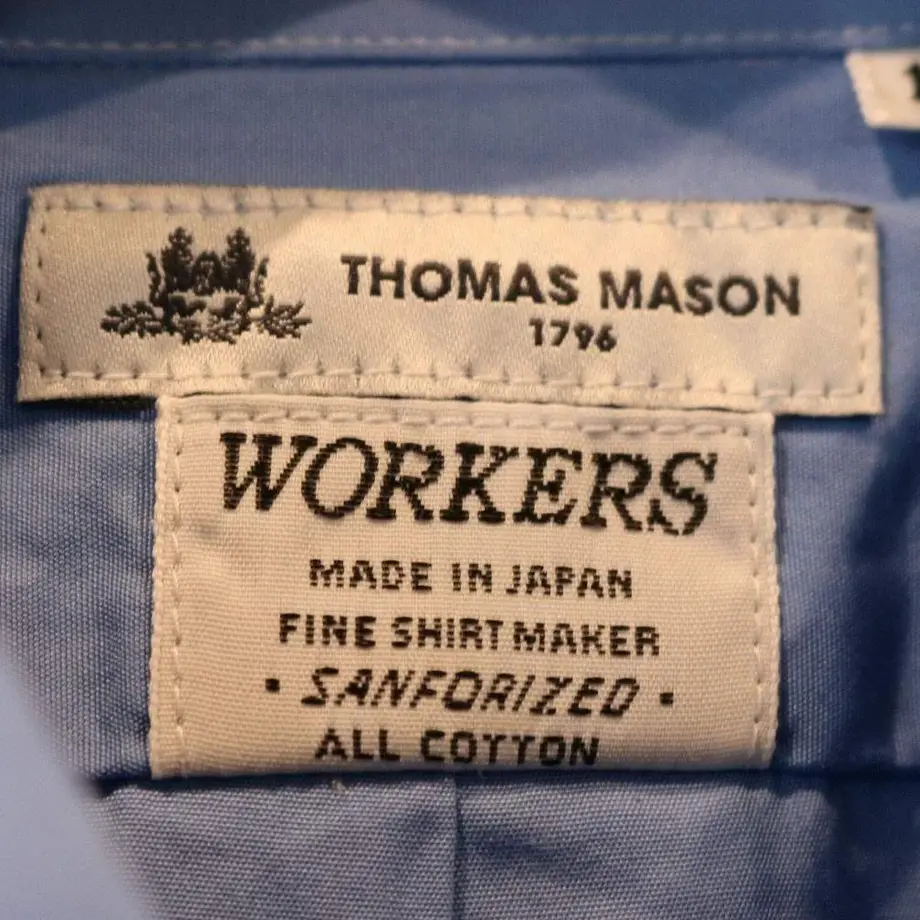 THOMAS MASON
1796
WORKERS
MADE IN JAPAN
FINE SHIRT MAKER
• SANFORIZED •
ALL COTTON